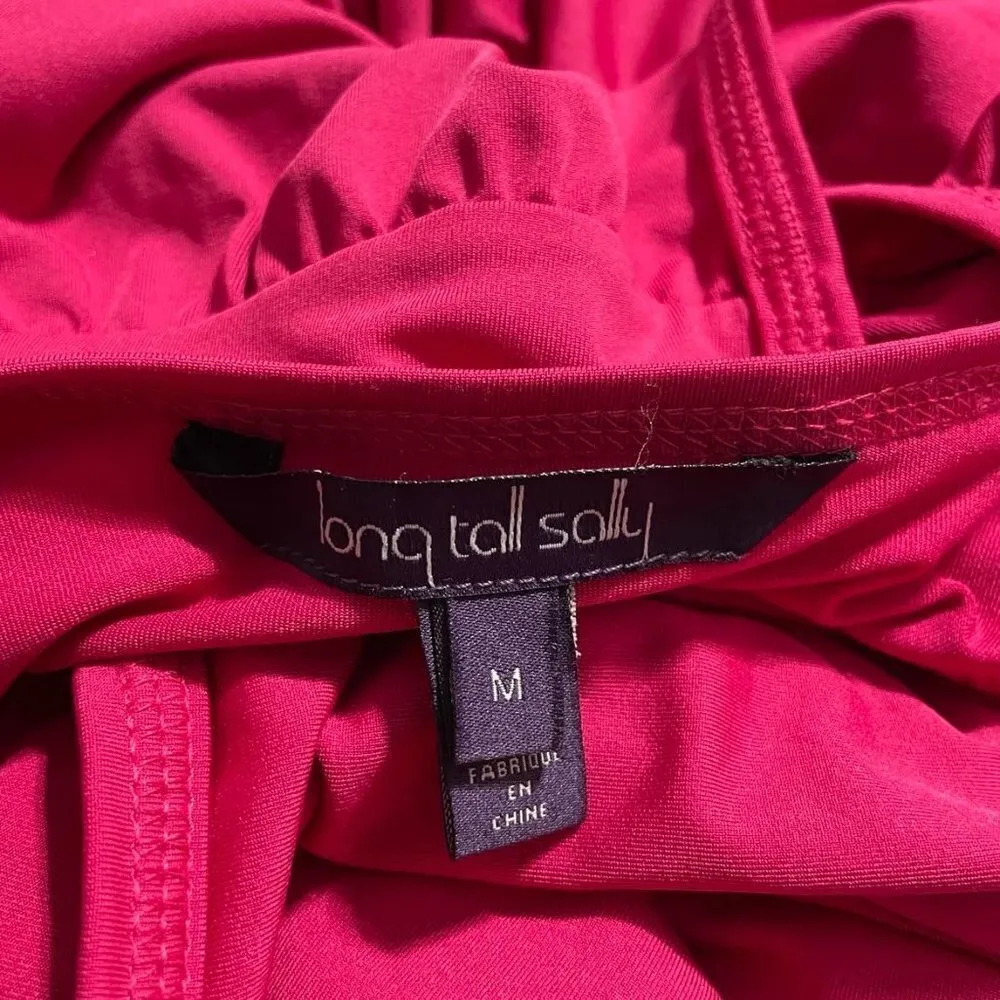 long tall sally
M
FABRIQUE
EN
CHINE